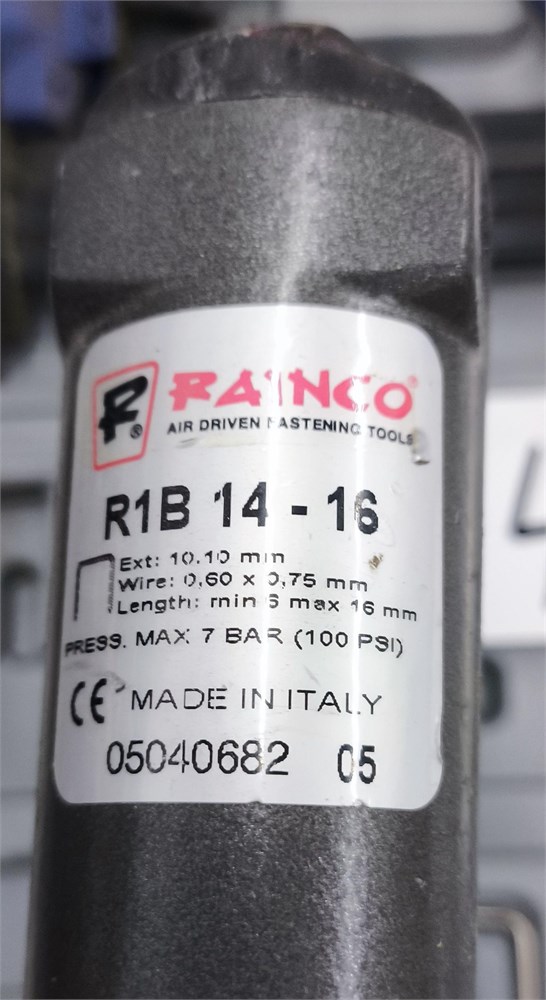 R®
RAINCO®
AIR DRIVEN FASTENING TOOLS
R1B 14 - 16
Ext: 10.10 mm
Wire: 0,60 x 0,75 mm
Length: min 6 max 16 mm
PRESS. MAX 7 BAR (100 PSI)
CE MADE IN ITALY
05040682 05